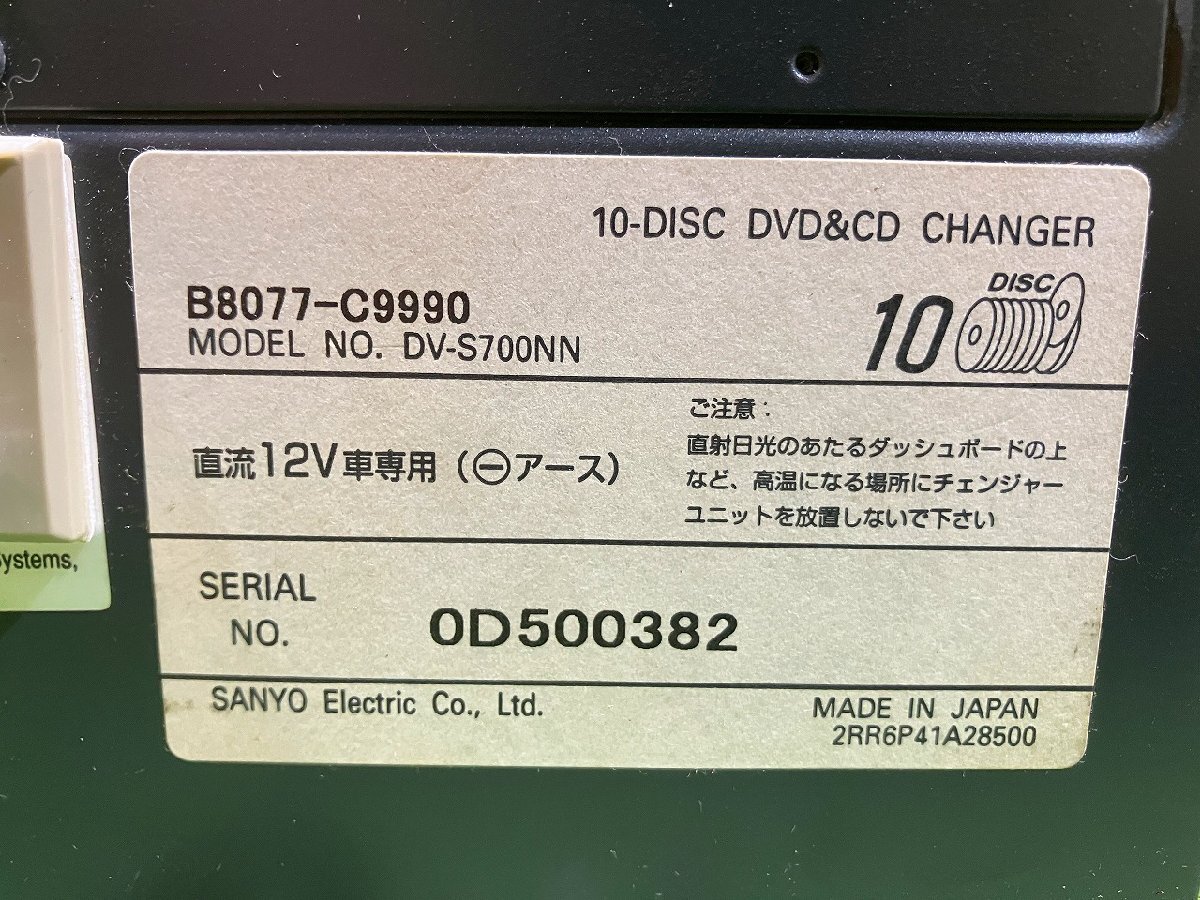 10-DISC DVD&CD CHANGER
B8077-C9990
MODEL NO. DV-S700NN
DISC
10
直流12V車専用(⊖アース)
ご注意:
直射日光のあたるダッシュボードの上
など、高温になる場所にチェンジャー
ユニットを放置しないで下さい
ystems,
SERIAL
NO.
0D500382
SANYO Electric Co., Ltd.
MADE IN JAPAN
2RR6P41A28500